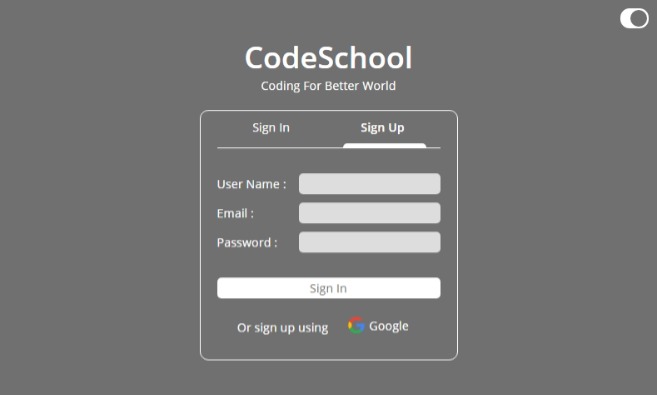 CodeSchool
Coding For Better World
Sign In Sign Up
User Name :
Email :
Password :
Sign In
Or sign up using Google